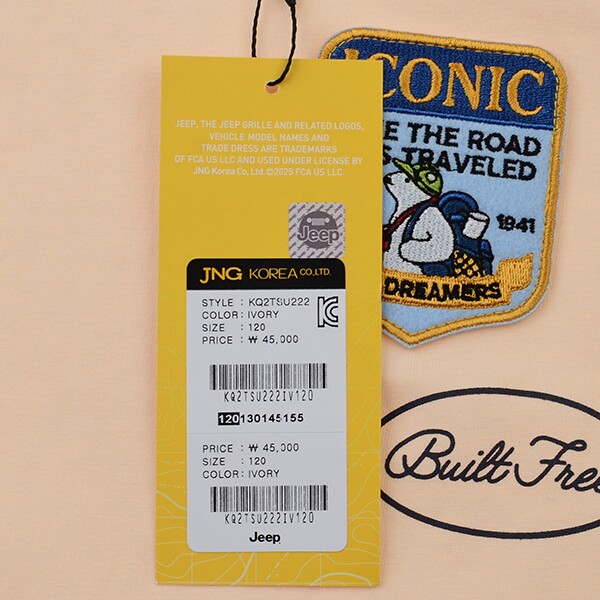 JEEP, THE JEEP GRILLE AND RELATED LOGOS,
VEHICLE MODEL NAMES AND
TRADE DRESS ARE TRADEMARKS
OF FCA US LLC AND USED UNDER LICENSE BY
JNG Korea Co, Ltd.©2025 FCA US LLC.
Jeep
JNG KOREA CO.,LTD.
STYLE : KQ2TSU222
COLOR : IVORY
SIZE : 120
PRICE : ₩ 45,000
KC
KQ2TSU222IV120
120130145155
PRICE : ₩ 45,000
SIZE : 120
COLOR : IVORY
KQ2TSU222IV120
Jeep
ICONIC
THE ROAD
TRAVELED
1941
DREAMERS
Built Free